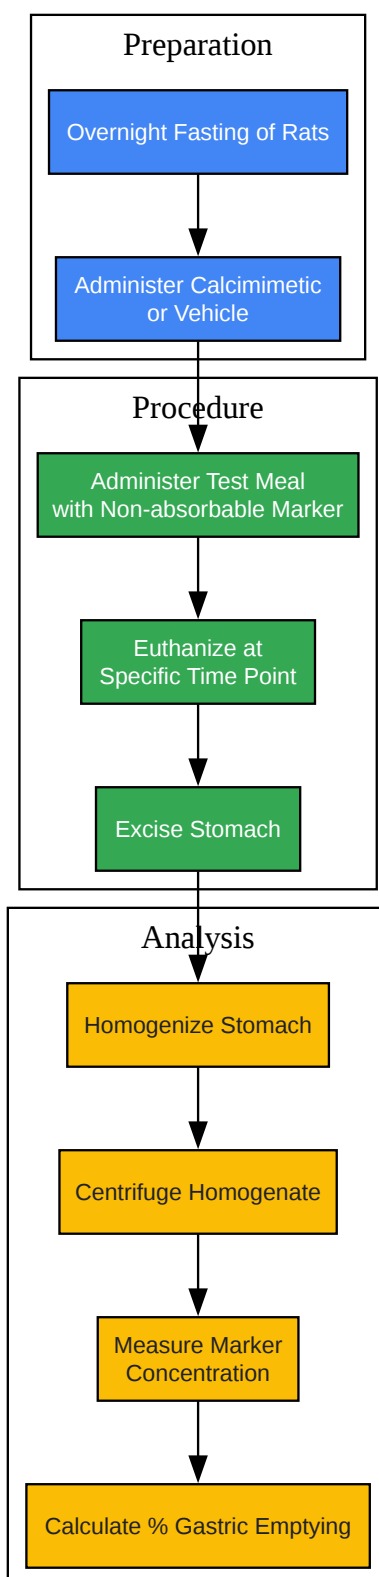 Preparation
Overnight Fasting of Rats
Administer Calcimimetic
or Vehicle
Procedure
Administer Test Meal
with Non-absorbable Marker
Euthanize at
Specific Time Point
Excise Stomach
Analysis
Homogenize Stomach
Centrifuge Homogenate
Measure Marker
Concentration
Calculate % Gastric Emptying